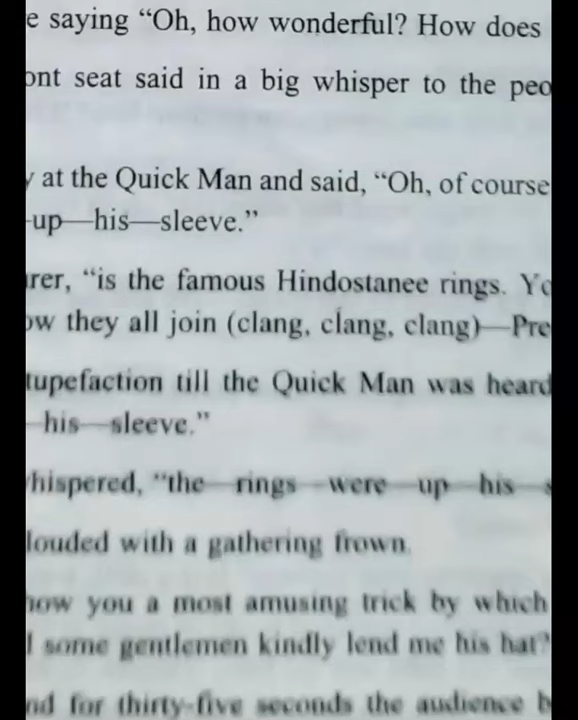 e saying “Oh, how wonderful? How does
ont seat said in a big whisper to the peo
y at the Quick Man and said, “Oh, of course
-up—his—sleeve.”
rer, “is the famous Hindostanee rings. Yo
ow they all join (clang, clang, clang)—Pre
tupefaction till the Quick Man was heard
—his—sleeve.”
hispered, “the—rings—were—up—his—s
louded with a gathering frown.
how you a most amusing trick by which
l some gentlemen kindly lend me his hat?
nd for thirty-five seconds the audience b